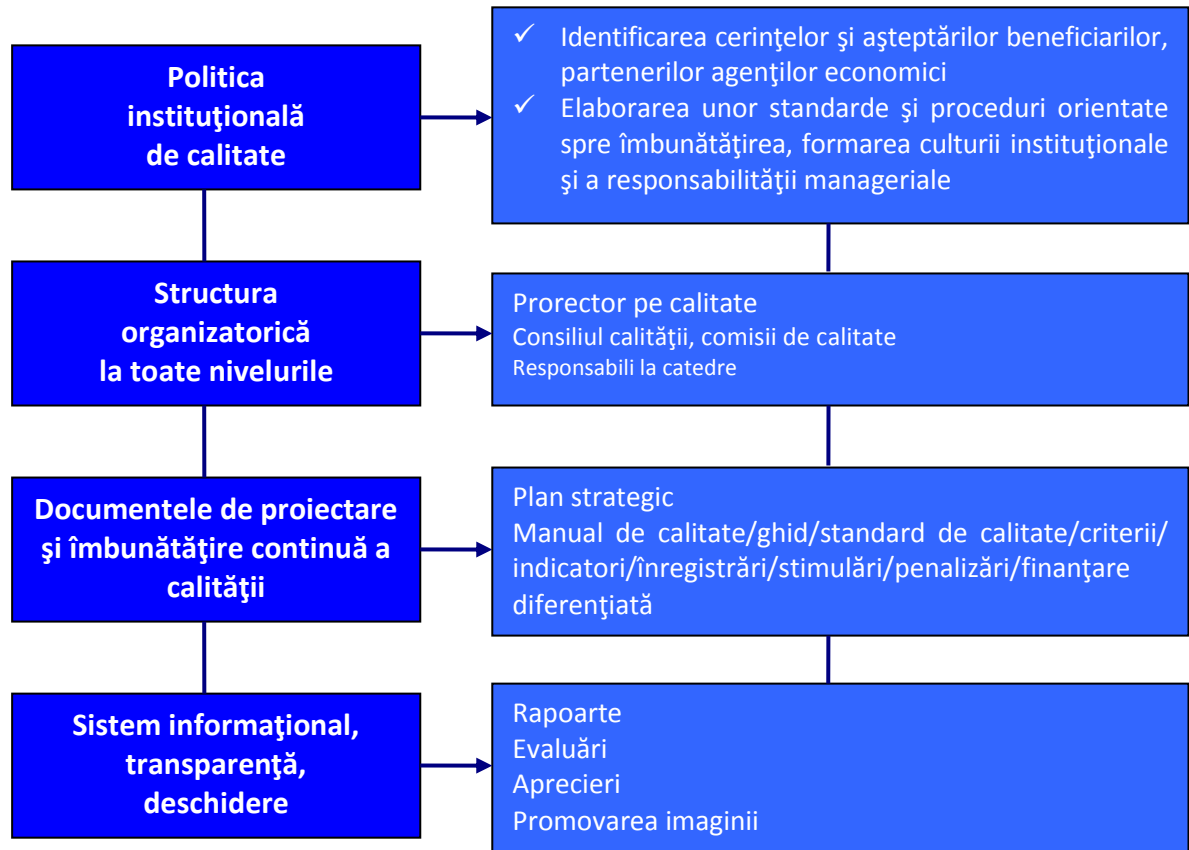 Politica
instituţională
de calitate
✓ Identificarea cerinţelor şi aşteptărilor beneficiarilor,
partenerilor agenţilor economici
✓ Elaborarea unor standarde şi proceduri orientate
spre îmbunătăţirea, formarea culturii instituţionale
şi a responsabilităţii manageriale
Structura
organizatorică
la toate nivelurile
Prorector pe calitate
Consiliul calităţii, comisii de calitate
Responsabili la catedre
Documentele de proiectare
şi îmbunătăţire continuă a
calităţii
Plan strategic
Manual de calitate/ghid/standard de calitate/criterii/
indicatori/înregistrări/stimulări/penalizări/finanţare
diferenţiată
Sistem informaţional,
transparenţă,
deschidere
Rapoarte
Evaluări
Aprecieri
Promovarea imaginii